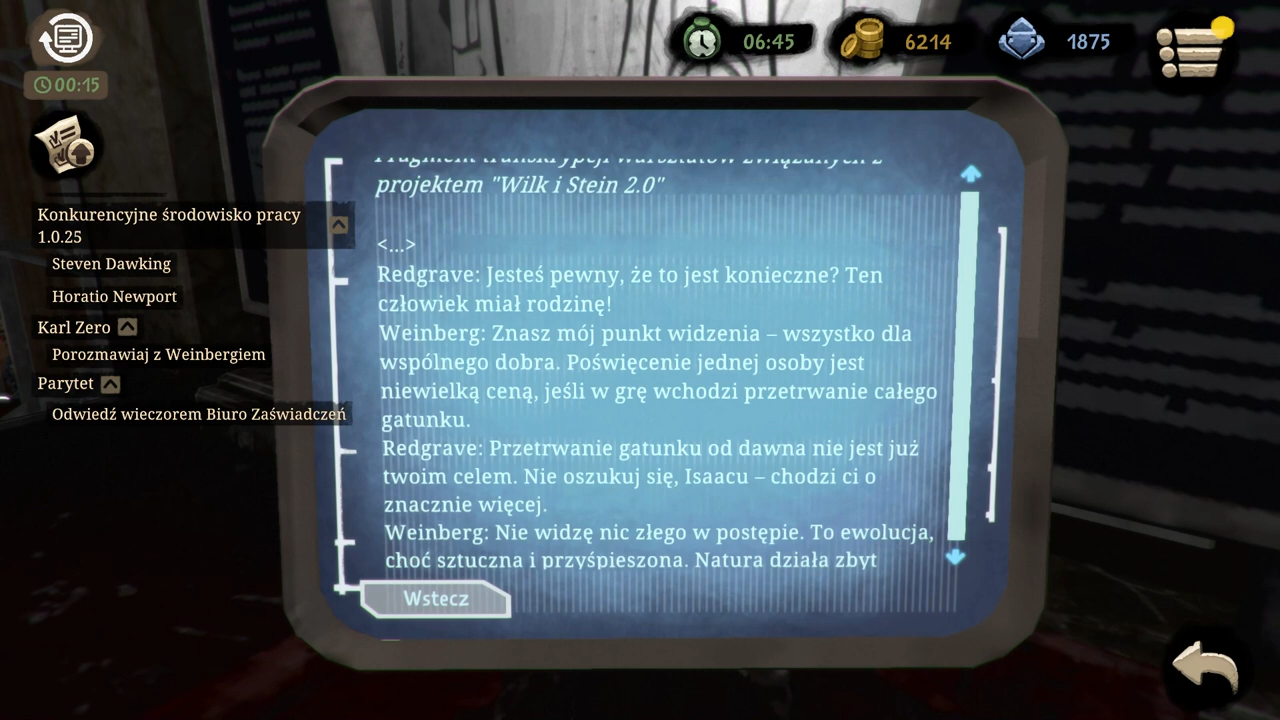 06:45
6214
1875
00:15
Fragment transkrypcji warsztatów związanych z
projektem "Wilk i Stein 2.0"
Konkurencyjne środowisko pracy
1.0.25
Steven Dawking
Horatio Newport
Karl Zero
Porozmawiaj z Weinbergiem
Parytet
Odwiedź wieczorem Biuro Zaświadczeń
<...>
Redgrave: Jesteś pewny, że to jest konieczne? Ten
człowiek miał rodzinę!
Weinberg: Znasz mój punkt widzenia – wszystko dla
wspólnego dobra. Poświęcenie jednej osoby jest
niewielką ceną, jeśli w grę wchodzi przetrwanie całego
gatunku.
Redgrave: Przetrwanie gatunku od dawna nie jest już
twoim celem. Nie oszukuj się, Isaacu – chodzi ci o
znacznie więcej.
Weinberg: Nie widzę nic złego w postępie. To ewolucja,
choć sztuczna i przyśpieszona. Natura działa zbyt
Wstecz